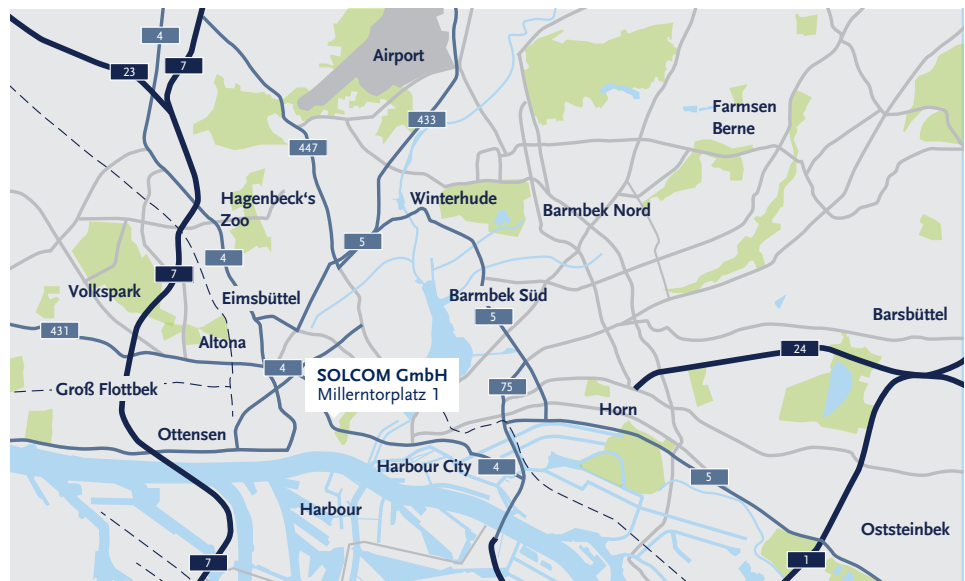 4
7
23
Airport
433
447
Farmsen
Berne
Hagenbeck‘s
Zoo
Winterhude
Barmbek Nord
5
4
7
Volkspark
Eimsbüttel
Barmbek Süd
5
Barsbüttel
431
Altona
24
4
SOLCOM GmbH
Millerntorplatz 1
75
Groß Flottbek
Horn
Ottensen
Harbour City
4
5
Harbour
Oststeinbek
7
1